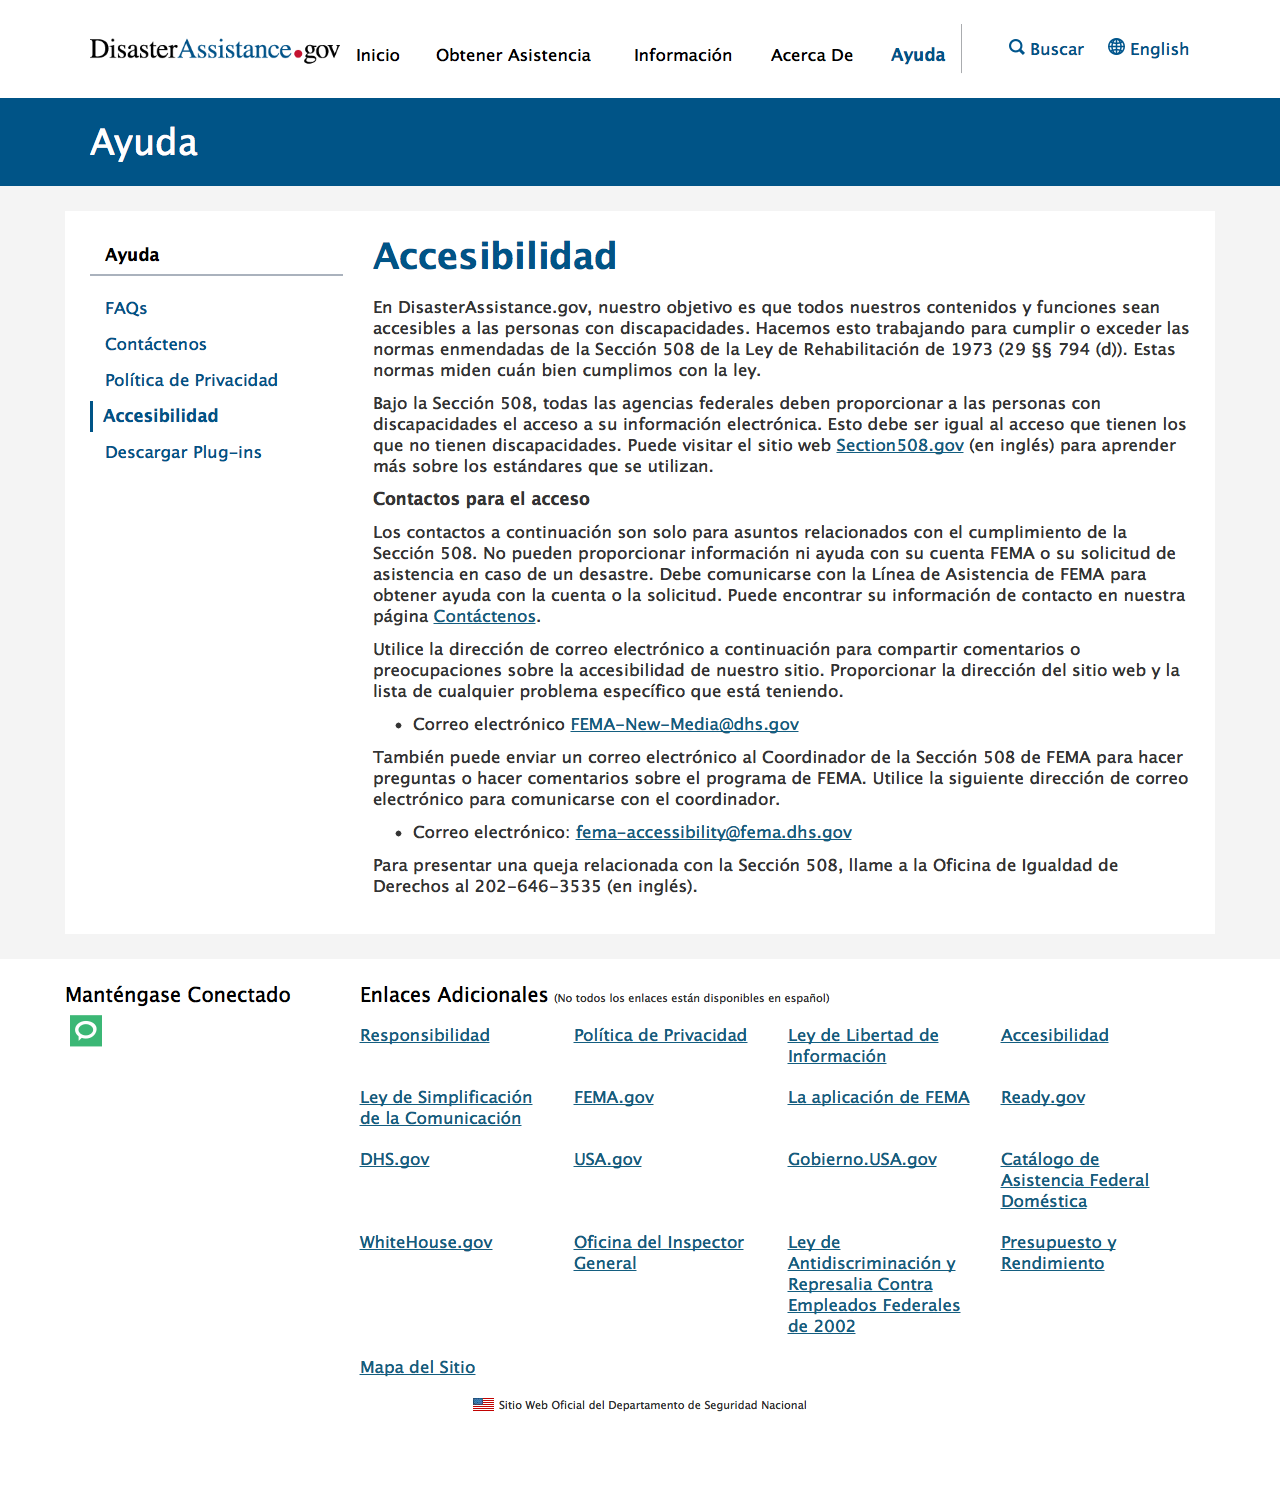 DisasterAssistance.gov Inicio Obtener Asistencia Información Acerca De Ayuda Buscar English
Ayuda
Ayuda
FAQs
Contáctenos
Política de Privacidad
Accesibilidad
Descargar Plug-ins
Accesibilidad
En DisasterAssistance.gov, nuestro objetivo es que todos nuestros contenidos y funciones sean
accesibles a las personas con discapacidades. Hacemos esto trabajando para cumplir o exceder las
normas enmendadas de la Sección 508 de la Ley de Rehabilitación de 1973 (29 §§ 794 (d)). Estas
normas miden cuán bien cumplimos con la ley.
Bajo la Sección 508, todas las agencias federales deben proporcionar a las personas con
discapacidades el acceso a su información electrónica. Esto debe ser igual al acceso que tienen los
que no tienen discapacidades. Puede visitar el sitio web Section508.gov (en inglés) para aprender
más sobre los estándares que se utilizan.
Contactos para el acceso
Los contactos a continuación son solo para asuntos relacionados con el cumplimiento de la
Sección 508. No pueden proporcionar información ni ayuda con su cuenta FEMA o su solicitud de
asistencia en caso de un desastre. Debe comunicarse con la Línea de Asistencia de FEMA para
obtener ayuda con la cuenta o la solicitud. Puede encontrar su información de contacto en nuestra
página Contáctenos.
Utilice la dirección de correo electrónico a continuación para compartir comentarios o
preocupaciones sobre la accesibilidad de nuestro sitio. Proporcionar la dirección del sitio web y la
lista de cualquier problema específico que está teniendo.
• Correo electrónico FEMA-New-Media@dhs.gov
También puede enviar un correo electrónico al Coordinador de la Sección 508 de FEMA para hacer
preguntas o hacer comentarios sobre el programa de FEMA. Utilice la siguiente dirección de correo
electrónico para comunicarse con el coordinador.
• Correo electrónico: fema-accessibility@fema.dhs.gov
Para presentar una queja relacionada con la Sección 508, llame a la Oficina de Igualdad de
Derechos al 202-646-3535 (en inglés).
Manténgase Conectado
Enlaces Adicionales (No todos los enlaces están disponibles en español)
Responsibilidad
Política de Privacidad
Ley de Libertad de
Información
Accesibilidad
Ley de Simplificación
de la Comunicación
FEMA.gov
La aplicación de FEMA
Ready.gov
DHS.gov
USA.gov
Gobierno.USA.gov
Catálogo de
Asistencia Federal
Doméstica
WhiteHouse.gov
Oficina del Inspector
General
Ley de
Antidiscriminación y
Represalia Contra
Empleados Federales
de 2002
Presupuesto y
Rendimiento
Mapa del Sitio
Sitio Web Oficial del Departamento de Seguridad Nacional